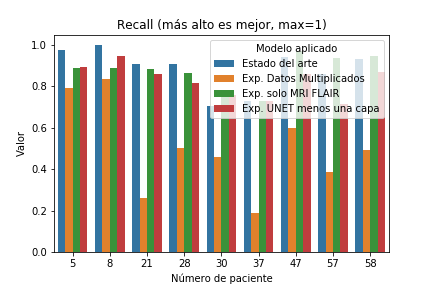 Recall (más alto es mejor, max=1)
Modelo aplicado
Estado del arte
Exp. Datos Multiplicados
Exp. solo MRI FLAIR
Exp. UNET menos una capa
Valor
1.0
0.8
0.6
0.4
0.2
0.0
5 8 21 28 30 37 47 57 58
Número de paciente